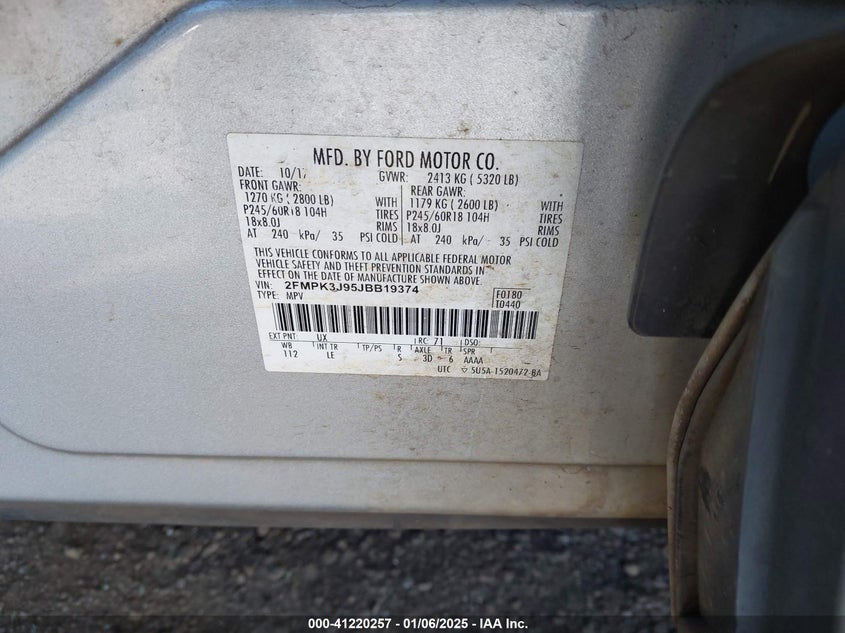 MFD. BY FORD MOTOR CO.
DATE: 10/17 GVWR: 2413 KG ( 5320 LB)
FRONT GAWR: REAR GAWR:
1270 KG ( 2800 LB) WITH 1179 KG ( 2600 LB) WITH
P245/60R18 104H TIRES P245/60R18 104H TIRES
18x8.0J RIMS 18x8.0J RIMS
AT 240 kPa/ 35 PSI COLD AT 240 kPa/ 35 PSI COLD
THIS VEHICLE CONFORMS TO ALL APPLICABLE FEDERAL MOTOR
VEHICLE SAFETY AND THEFT PREVENTION STANDARDS IN
EFFECT ON THE DATE OF MANUFACTURE SHOWN ABOVE.
VIN: 2FMPK3J95JBB19374
TYPE: MPV
F0180
T0440
EXT PNT: UX RC: 71 DSO:
WB INT TR TP/PS R AXLE TR SPR
112 LE S 3D 6 AAAA
UTC ▽ 5U5A-1520472-BA
000-41220257 - 01/06/2025 - IAA Inc.